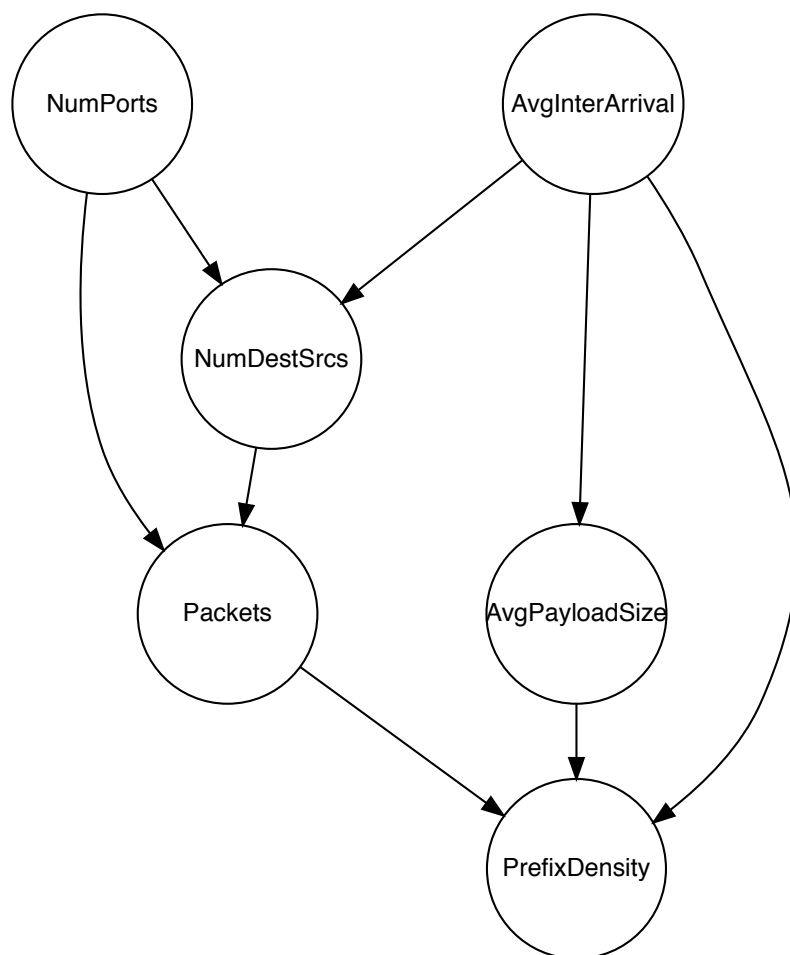 NumPorts
AvgInterArrival
NumDestSrcs
Packets
AvgPayloadSize
PrefixDensity